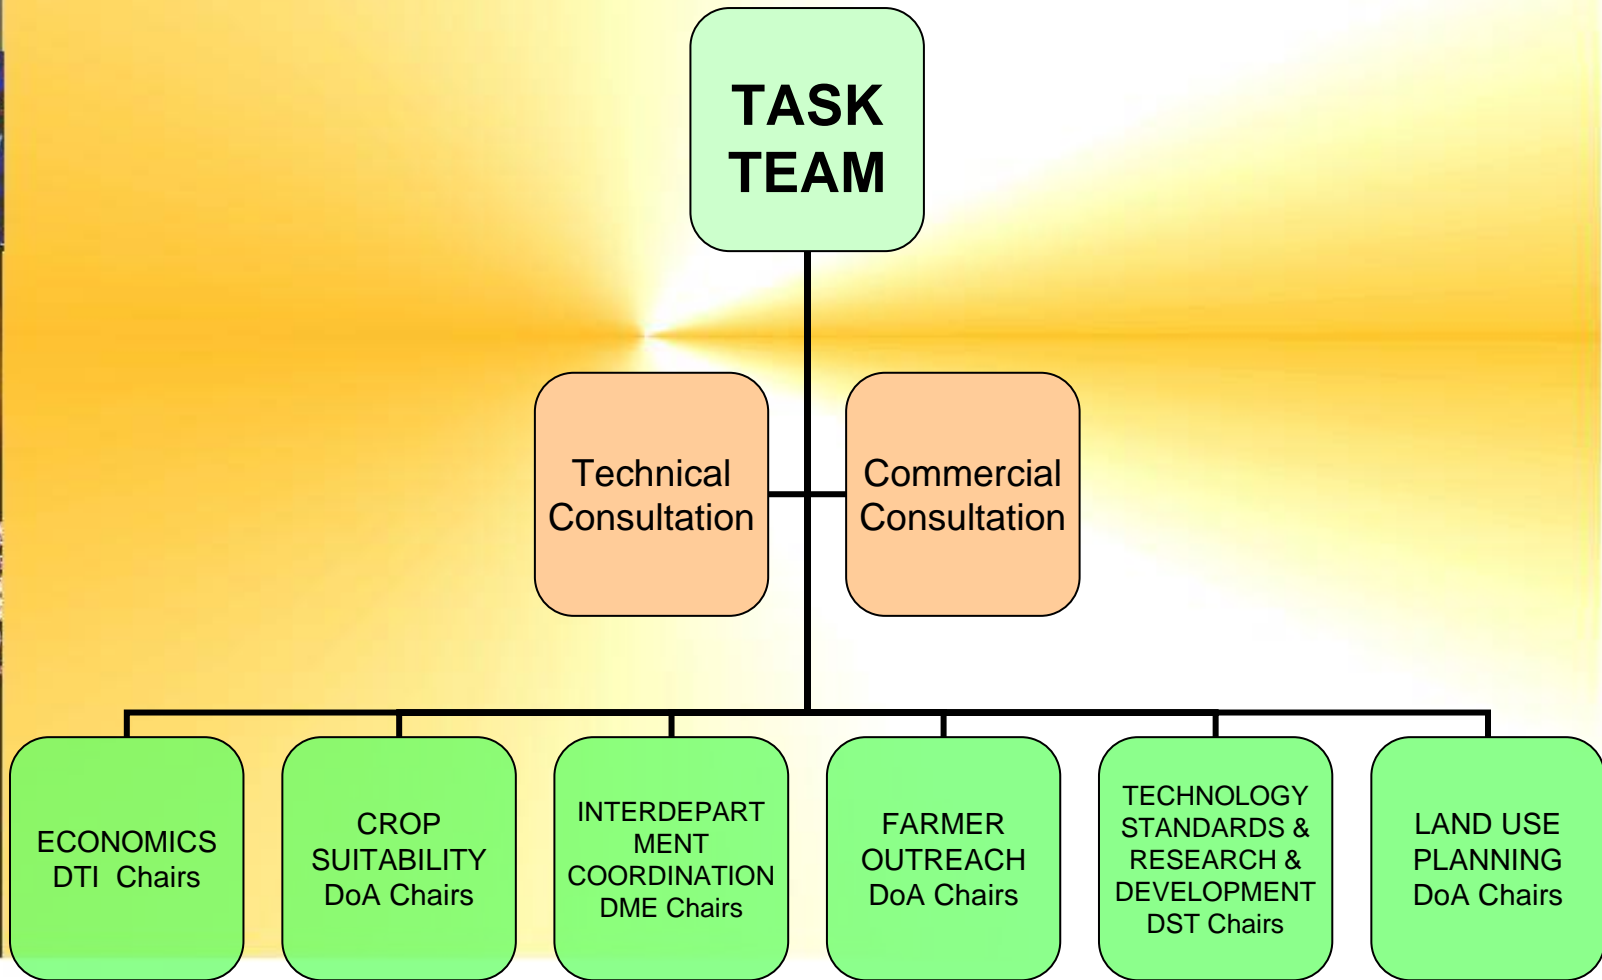 TASK
TEAM
Technical
Consultation
Commercial
Consultation
ECONOMICS
DTI  Chairs
CROP
SUITABILITY
DoA Chairs
INTERDEPART
MENT
COORDINATION
DME Chairs
FARMER
OUTREACH
DoA Chairs
TECHNOLOGY
STANDARDS &
RESEARCH &
DEVELOPMENT
DST Chairs
LAND USE
PLANNING
DoA Chairs